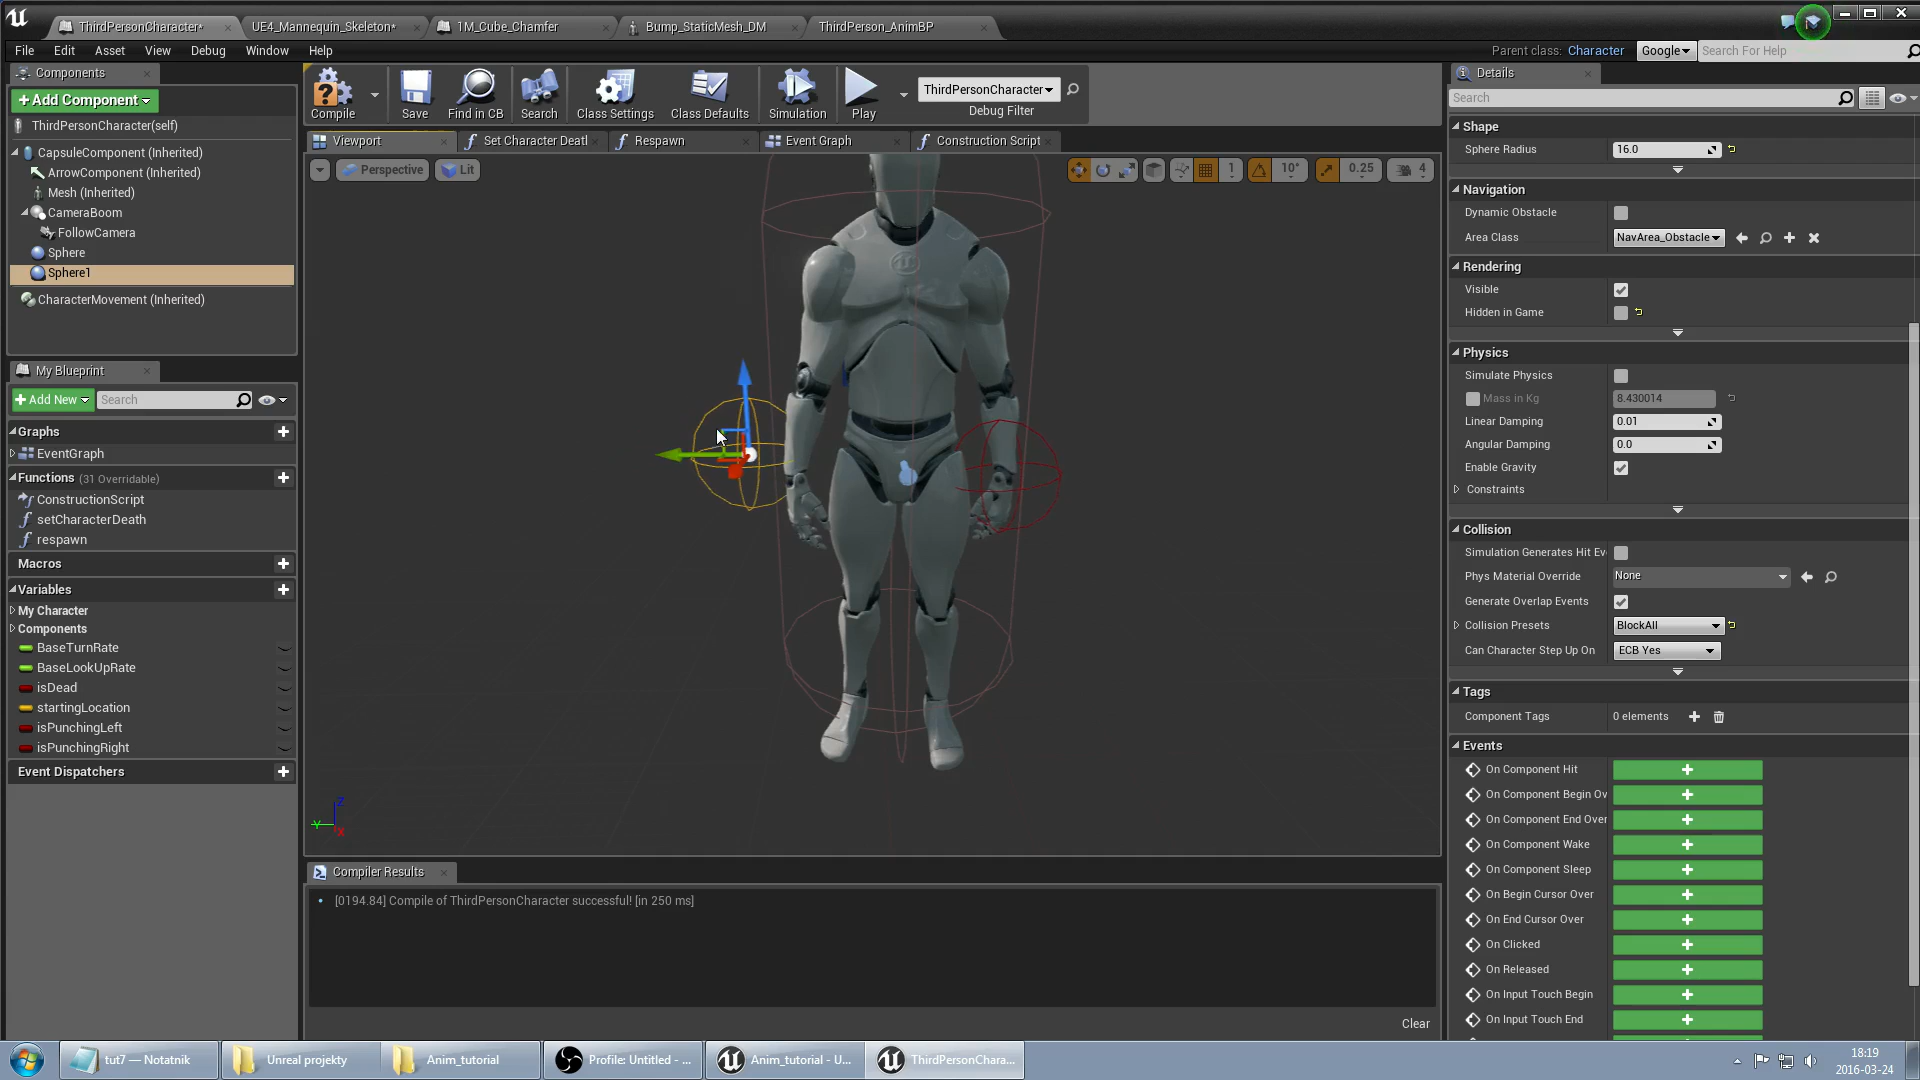 ThirdPersonCharacter*
UE4_Mannequin_Skeleton*
1M_Cube_Chamfer
Bump_StaticMesh_DM
ThirdPerson_AnimBP
File Edit Asset View Debug Window Help
Parent class: Character
Google
Search For Help
Components
+Add Component
ThirdPersonCharacter(self)
CapsuleComponent (Inherited)
ArrowComponent (Inherited)
Mesh (Inherited)
CameraBoom
FollowCamera
Sphere
Sphere1
CharacterMovement (Inherited)
My Blueprint
+Add New
Search
Graphs
EventGraph
Functions (31 Overridable)
ConstructionScript
setCharacterDeath
respawn
Macros
Variables
My Character
Components
BaseTurnRate
BaseLookUpRate
isDead
startingLocation
isPunchingLeft
isPunchingRight
Event Dispatchers
Compile
Save
Find in CB
Search
Class Settings
Class Defaults
Simulation
Play
ThirdPersonCharacter
Debug Filter
Viewport
Set Character Deatl
Respawn
Event Graph
Construction Script
Perspective
Lit
1
10°
0.25
4
Z
Y
X
Compiler Results
[0194.84] Compile of ThirdPersonCharacter successful! [in 250 ms]
Clear
Details
Search
Shape
Sphere Radius 16.0
Navigation
Dynamic Obstacle
Area Class NavArea_Obstacle
Rendering
Visible
Hidden in Game
Physics
Simulate Physics
Mass in Kg 8.430014
Linear Damping 0.01
Angular Damping 0.0
Enable Gravity
Constraints
Collision
Simulation Generates Hit Ev
Phys Material Override None
Generate Overlap Events
Collision Presets BlockAll
Can Character Step Up On ECB Yes
Tags
Component Tags 0 elements
Events
On Component Hit
On Component Begin Ov
On Component End Over
On Component Wake
On Component Sleep
On Begin Cursor Over
On End Cursor Over
On Clicked
On Released
On Input Touch Begin
On Input Touch End
tut7 — Notatnik
Unreal projekty
Anim_tutorial
Profile: Untitled - ...
Anim_tutorial - U...
ThirdPersonChara...
18:19
2016-03-24